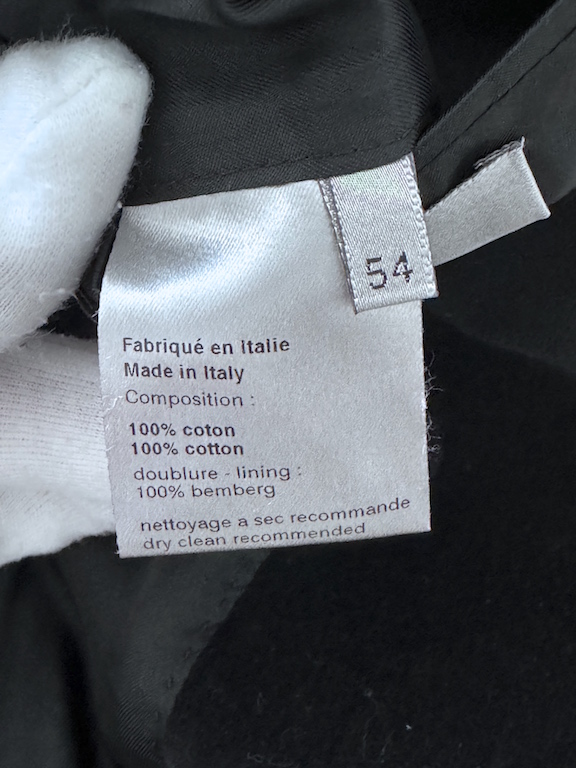 54
Fabriqué en Italie
Made in Italy
Composition :
100% coton
100% cotton
doublure - lining :
100% bemberg
nettoyage a sec recommande
dry clean recommended